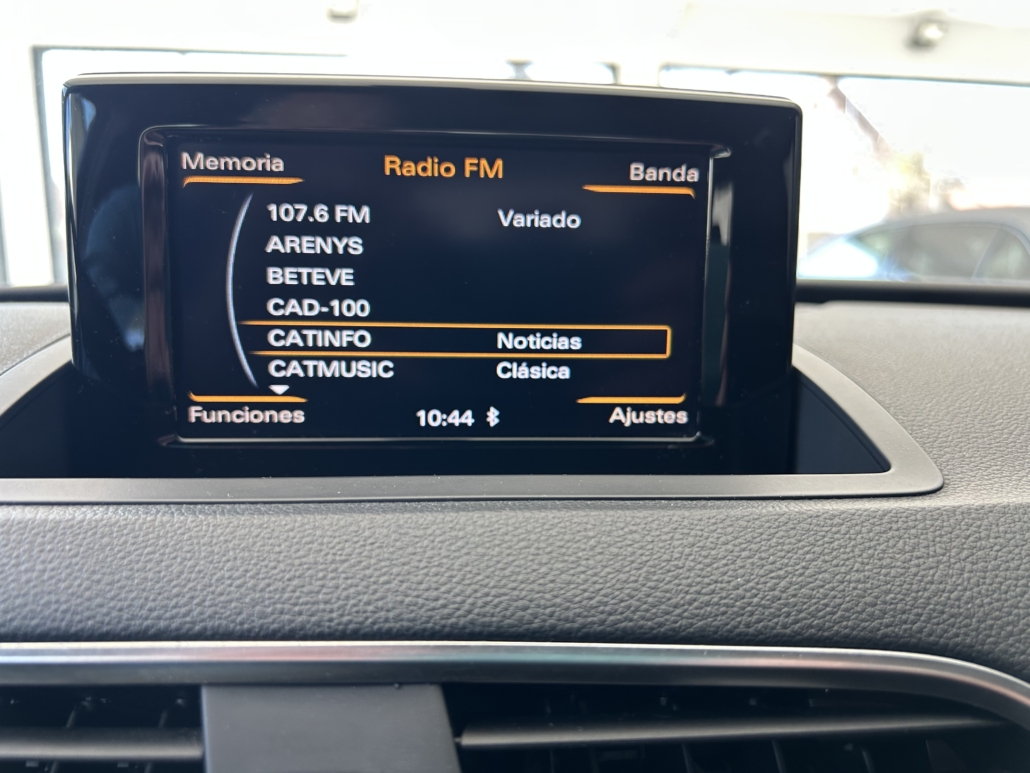 Memoria Radio FM Banda
107.6 FM Variado
ARENYS
BETEVE
CAD-100
CATINFO Noticias
CATMUSIC Clásica
Funciones 10:44 Ajustes